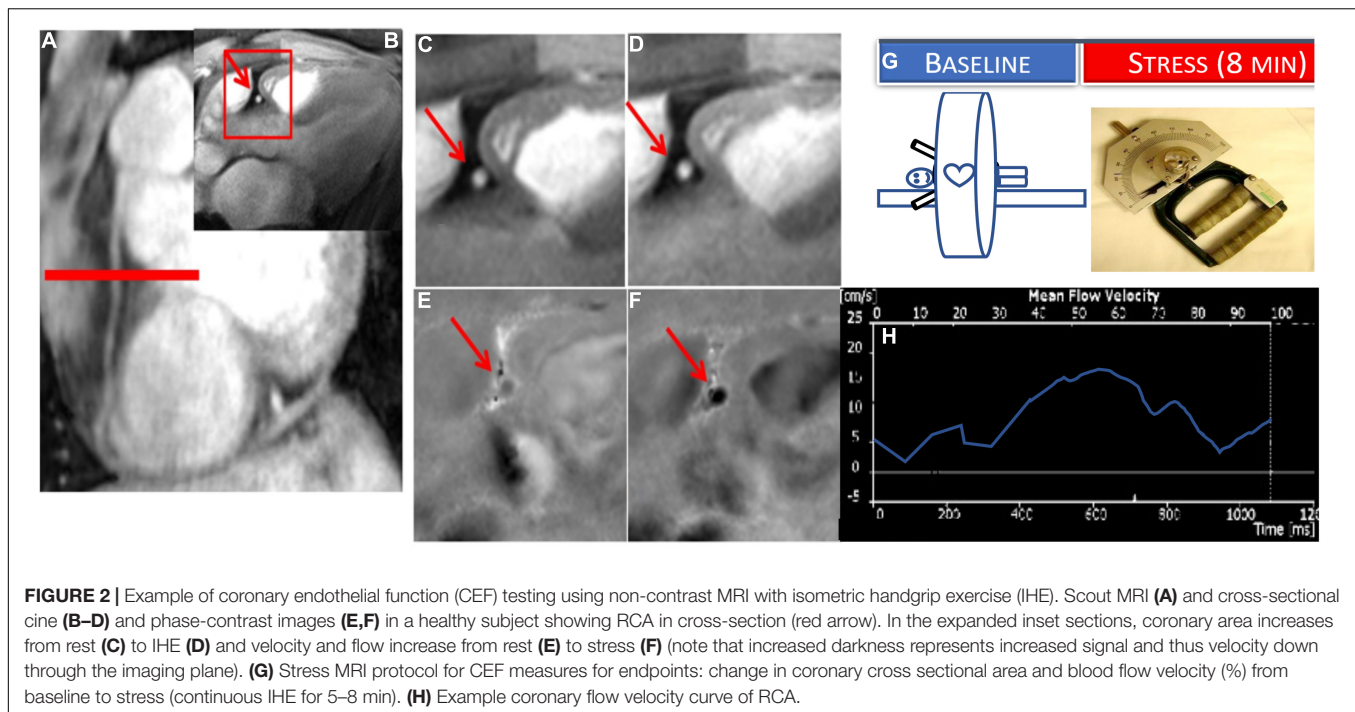 A
B
C
D
G BASELINE STRESS (8 MIN)
E
F
[cm/s] Mean Flow Velocity
0 10 20 30 40 50 60 70 80 90 100
25
H
20
15
10
5
0
-5
0 200 400 600 800 1000 120
Time [ms]
FIGURE 2 | Example of coronary endothelial function (CEF) testing using non-contrast MRI with isometric handgrip exercise (IHE). Scout MRI (A) and cross-sectional
cine (B–D) and phase-contrast images (E,F) in a healthy subject showing RCA in cross-section (red arrow). In the expanded inset sections, coronary area increases
from rest (C) to IHE (D) and velocity and flow increase from rest (E) to stress (F) (note that increased darkness represents increased signal and thus velocity down
through the imaging plane). (G) Stress MRI protocol for CEF measures for endpoints: change in coronary cross sectional area and blood flow velocity (%) from
baseline to stress (continuous IHE for 5–8 min). (H) Example coronary flow velocity curve of RCA.